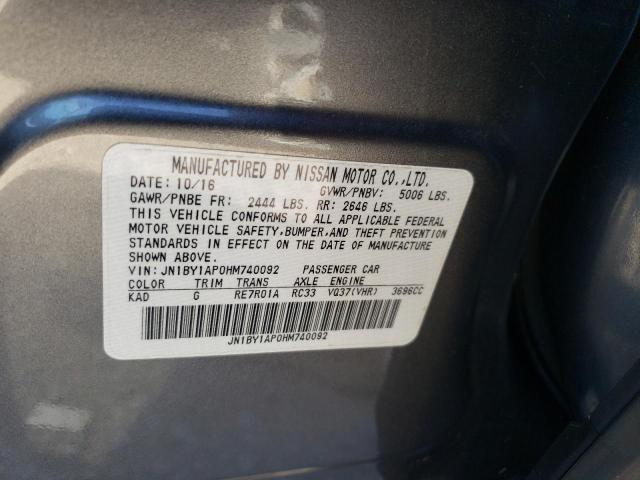 MANUFACTURED BY NISSAN MOTOR CO.,LTD.
DATE: 10/16 GVWR/PNBV: 5006 LBS.
GAWR/PNBE FR: 2444 LBS. RR: 2646 LBS.
THIS VEHICLE CONFORMS TO ALL APPLICABLE FEDERAL
MOTOR VEHICLE SAFETY,BUMPER,AND THEFT PREVENTION
STANDARDS IN EFFECT ON THE DATE OF MANUFACTURE
SHOWN ABOVE.
VIN: JN1BY1AP0HM740092 PASSENGER CAR
COLOR TRIM TRANS AXLE ENGINE
KAD G RE7R01A RC33 VQ37(VHR) 3696CC
JN1BY1AP0HM740092